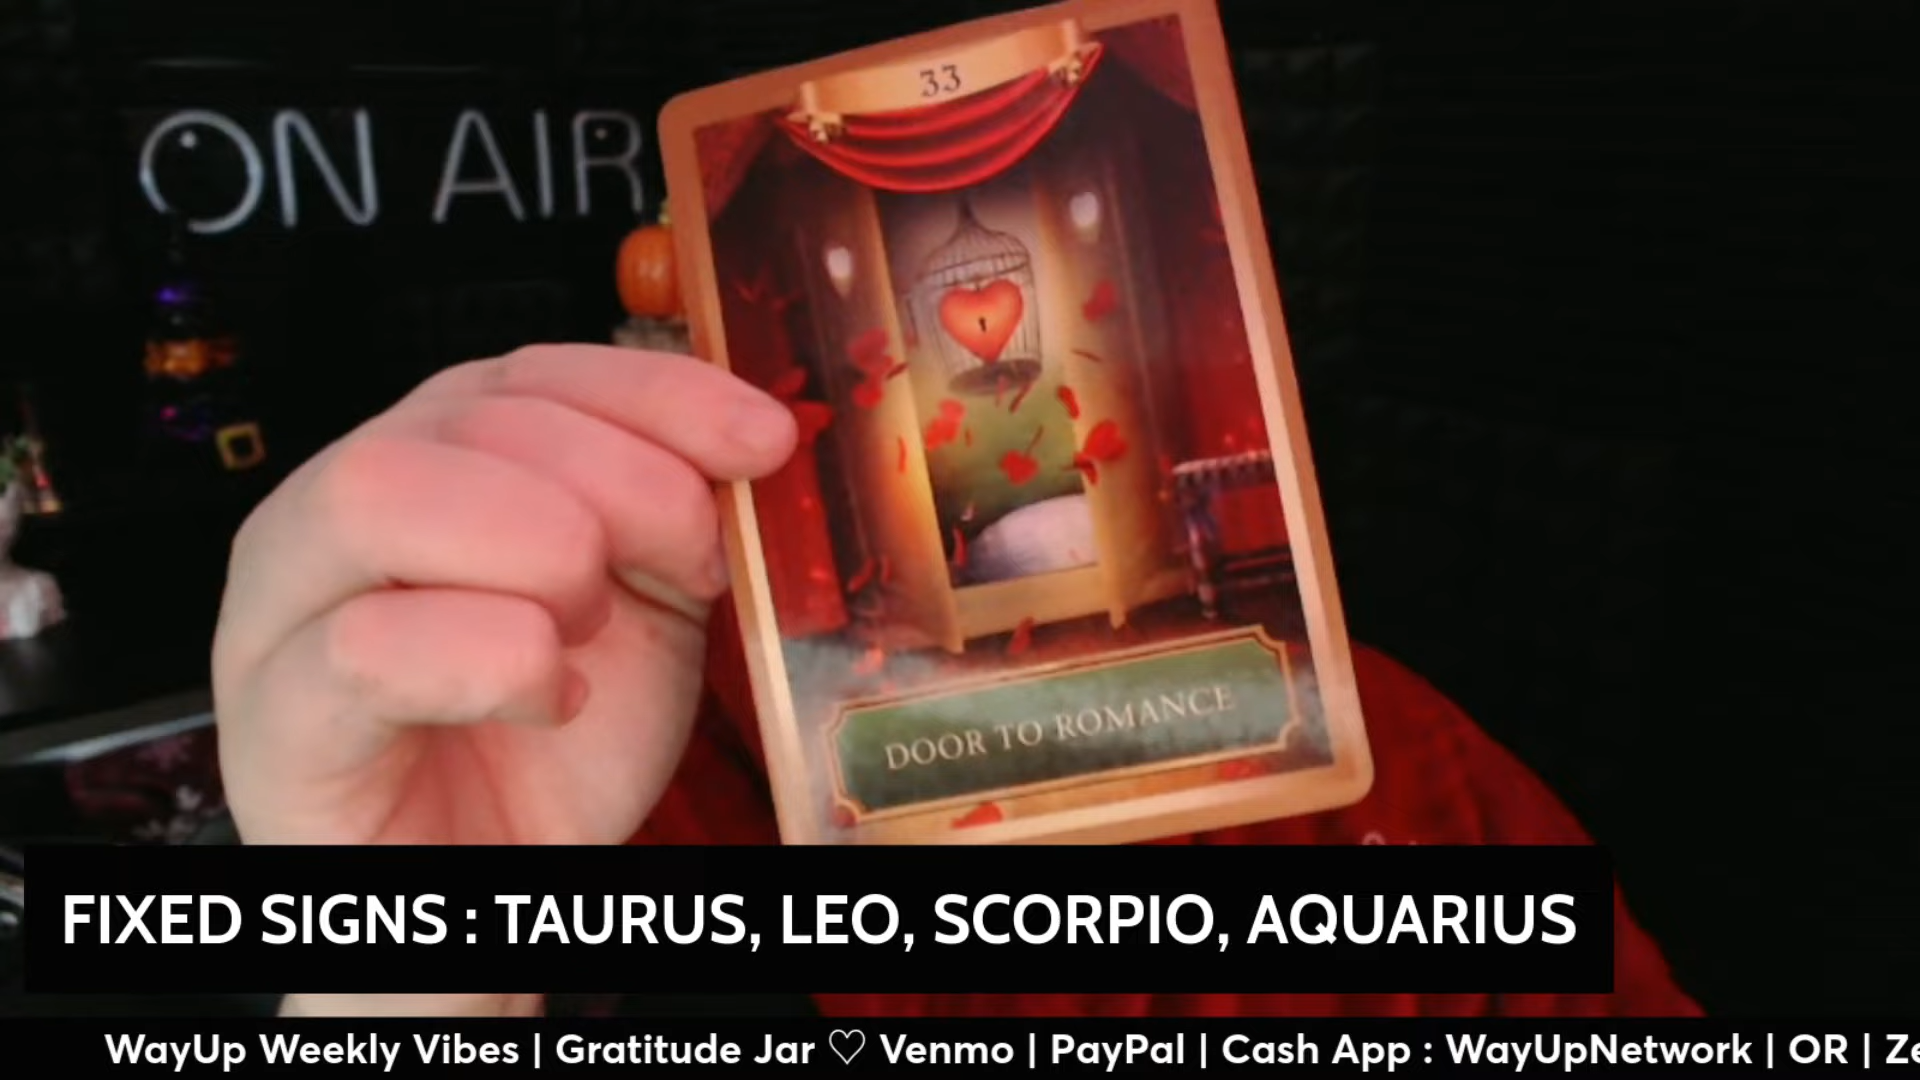 ON AIR
33
DOOR TO ROMANCE
FIXED SIGNS : TAURUS, LEO, SCORPIO, AQUARIUS
WayUp Weekly Vibes | Gratitude Jar ♡ Venmo | PayPal | Cash App : WayUpNetwork | OR |